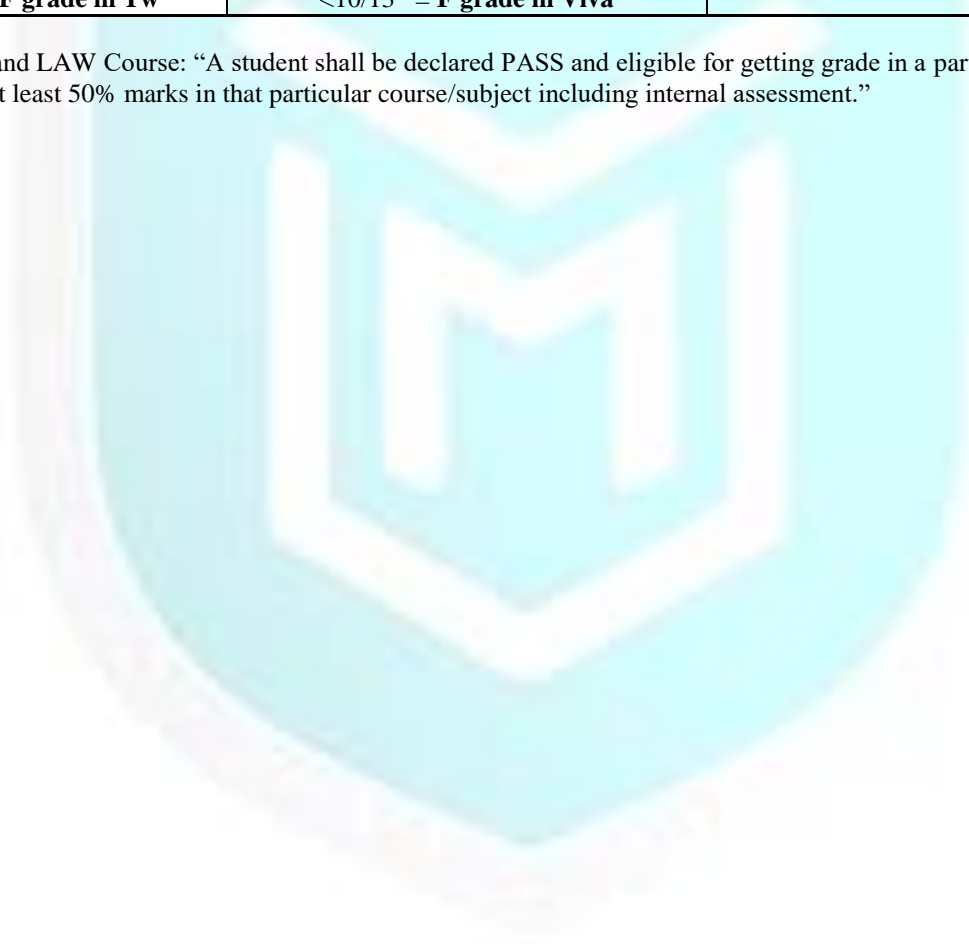 F grade in Tw <10/13 = F grade in Viva
and LAW Course: “A student shall be declared PASS and eligible for getting grade in a par
t least 50% marks in that particular course/subject including internal assessment.”